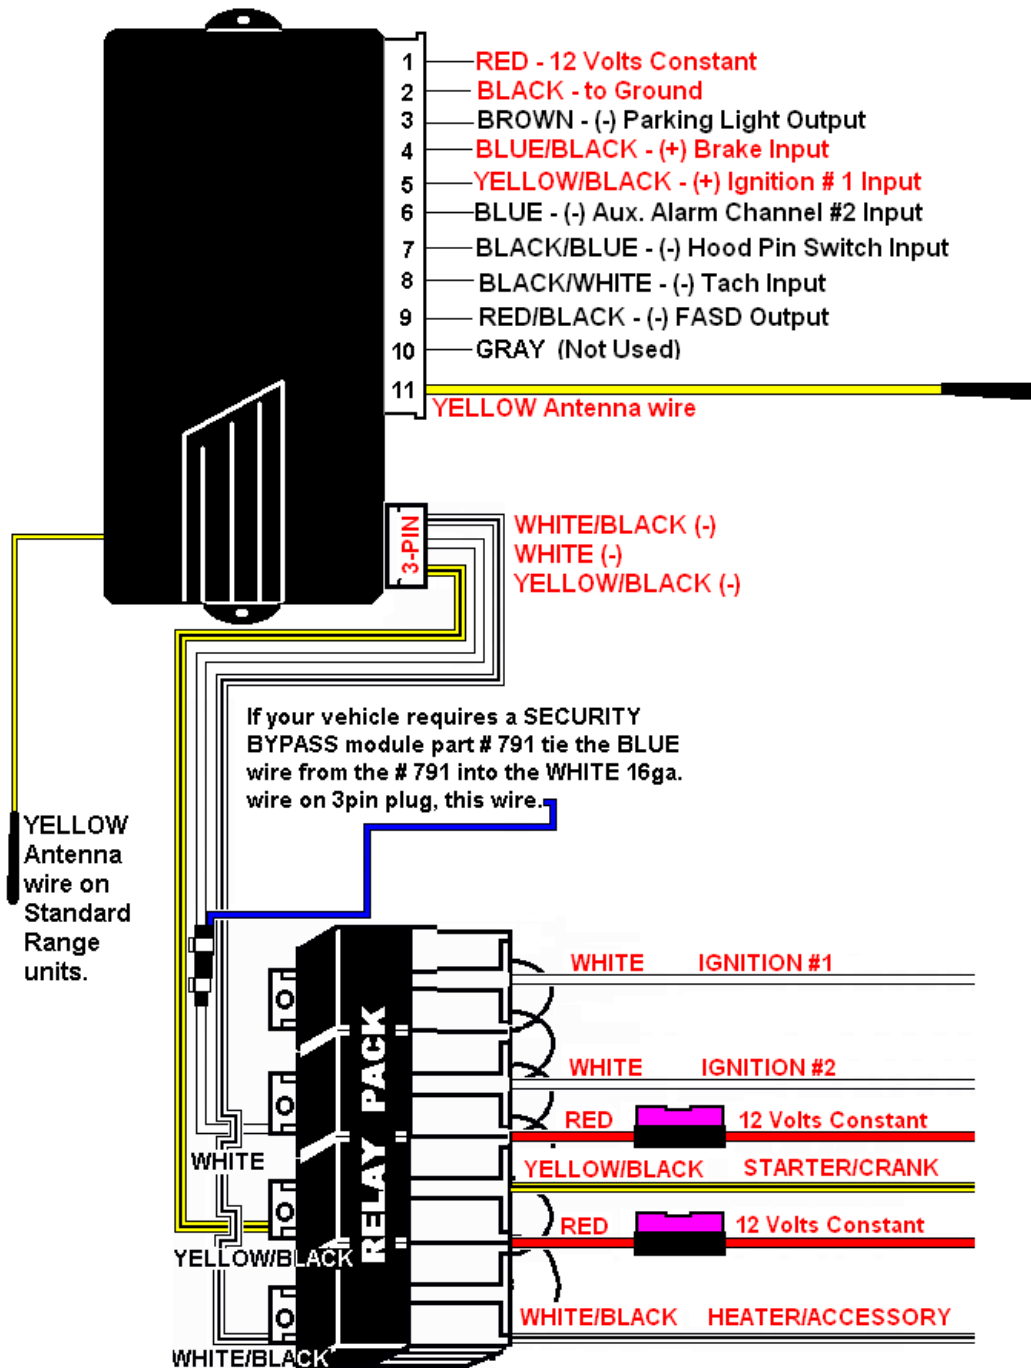 1 RED - 12 Volts Constant
2 BLACK - to Ground
3 BROWN - (-) Parking Light Output
4 BLUE/BLACK - (+) Brake Input
5 YELLOW/BLACK - (+) Ignition # 1 Input
6 BLUE - (-) Aux. Alarm Channel #2 Input
7 BLACK/BLUE - (-) Hood Pin Switch Input
8 BLACK/WHITE - (-) Tach Input
9 RED/BLACK - (-) FASD Output
10 GRAY (Not Used)
11
YELLOW Antenna wire
3-PIN
WHITE/BLACK (-)
WHITE (-)
YELLOW/BLACK (-)
If your vehicle requires a SECURITY
BYPASS module part # 791 tie the BLUE
wire from the # 791 into the WHITE 16ga.
wire on 3pin plug, this wire.
YELLOW
Antenna
wire on
Standard
Range
units.
RELAY PACK
WHITE IGNITION #1
WHITE IGNITION #2
RED 12 Volts Constant
YELLOW/BLACK STARTER/CRANK
RED 12 Volts Constant
WHITE/BLACK HEATER/ACCESSORY
WHITE
YELLOW/BLACK
WHITE/BLACK